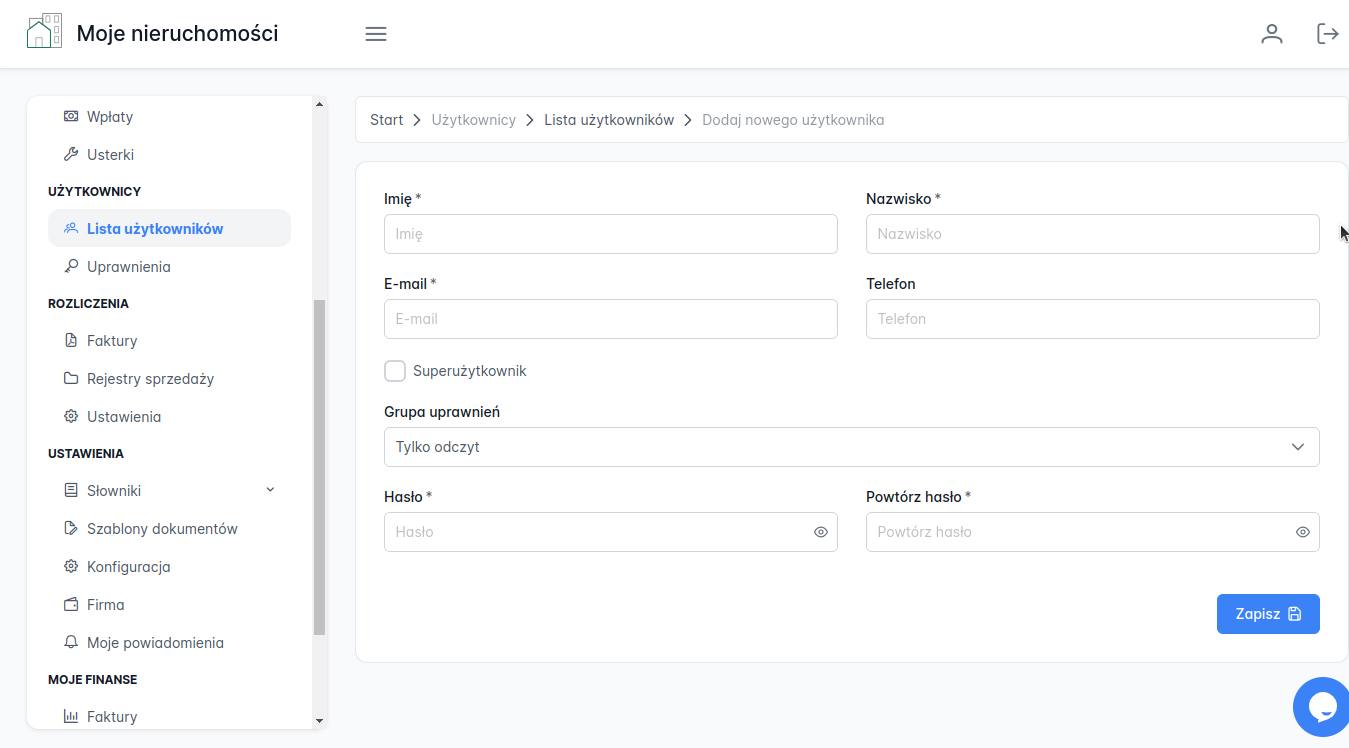 Moje nieruchomości
Wpłaty
Usterki
UŻYTKOWNICY
Lista użytkowników
Uprawnienia
ROZLICZENIA
Faktury
Rejestry sprzedaży
Ustawienia
USTAWIENIA
Słowniki
Szablony dokumentów
Konfiguracja
Firma
Moje powiadomienia
MOJE FINANSE
Faktury
Start > Użytkownicy > Lista użytkowników > Dodaj nowego użytkownika
Imię * Nazwisko *
Imię Nazwisko
E-mail * Telefon
E-mail Telefon
Superużytkownik
Grupa uprawnień
Tylko odczyt
Hasło * Powtórz hasło *
Hasło Powtórz hasło
Zapisz